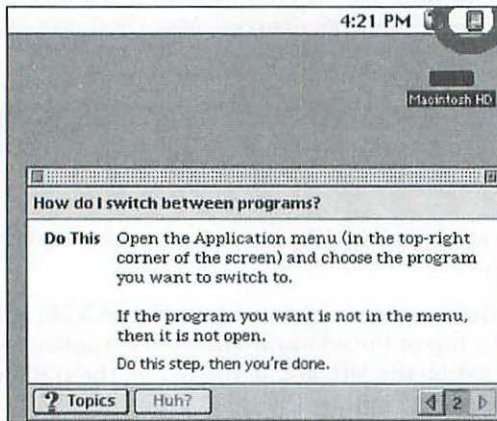 4:21 PM
Macintosh HD
How do I switch between programs?
Do This Open the Application menu (in the top-right
corner of the screen) and choose the program
you want to switch to.
If the program you want is not in the menu,
then it is not open.
Do this step, then you're done.
? Topics Huh? 2